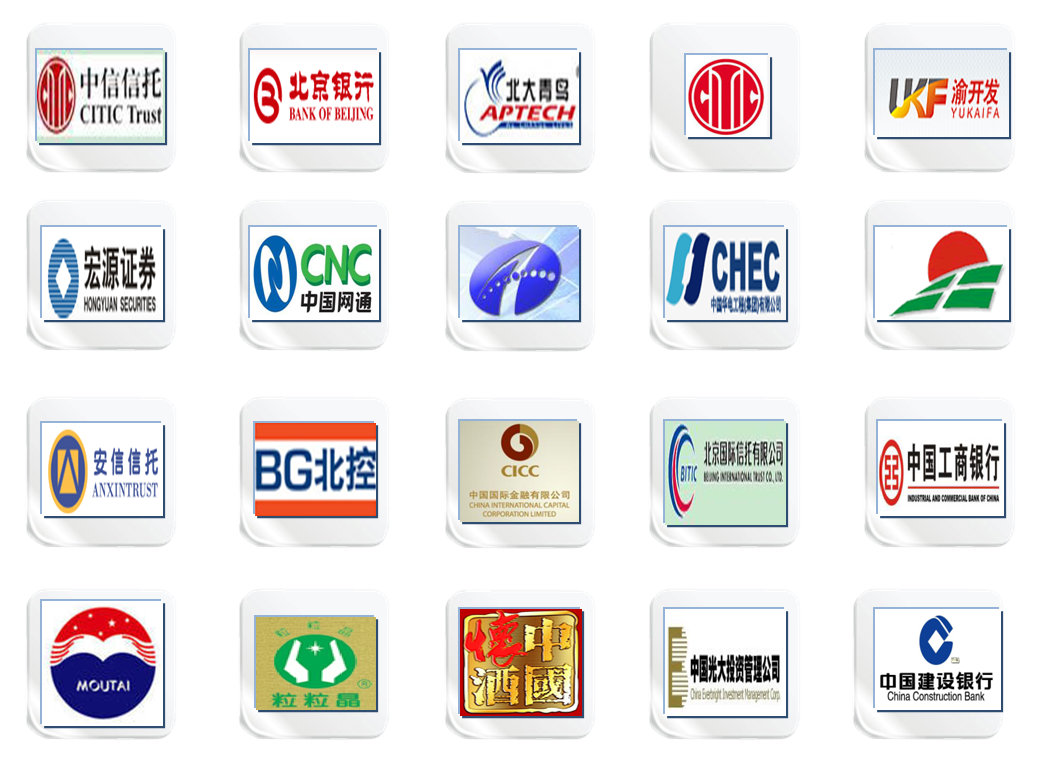 CITIC
中信信托
CITIC Trust
北京银行
BANK OF BEIJING
北大青鸟
APTECH
CITIC
UKF
渝开发
YUKAIFA
宏源证券
HONGYUAN SECURITIES
CNC
中国网通
CHEC
中国华电工程(集团)有限公司
安信信托
ANXINTRUST
BG北控
CICC
中国国际金融有限公司
CHINA INTERNATIONAL CAPITAL
CORPORATION LIMITED
BITIC
北京国际信托有限公司
BEIJING INTERNATIONAL TRUST CO., LTD.
中国工商银行
INDUSTRIAL AND COMMERCIAL BANK OF CHINA
MOUTAI
粒粒晶
粒粒晶
®
中國
懷酒
中国光大投资管理公司
China Everbright Investment Management Corp.
中国建设银行
China Construction Bank